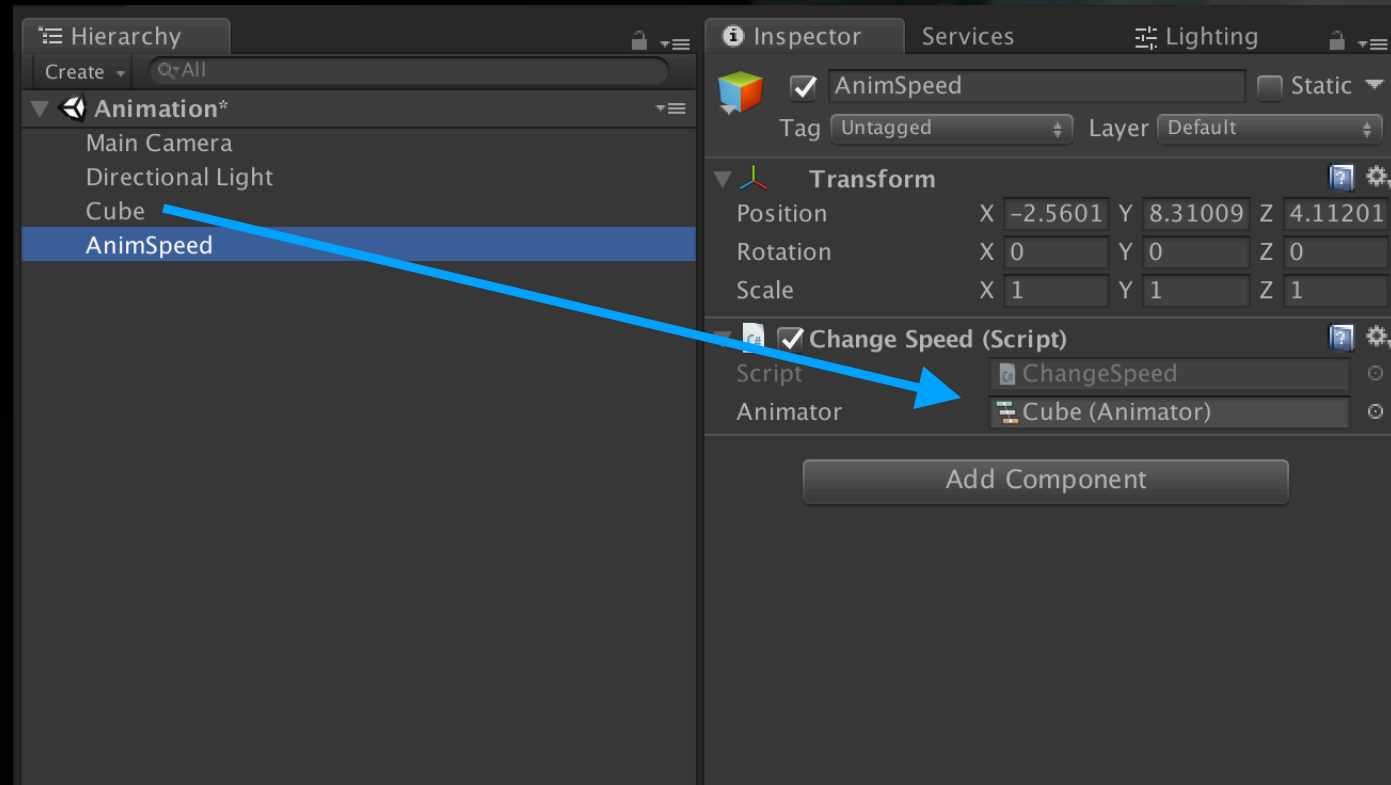 Hierarchy
Create
All
Animation*
Main Camera
Directional Light
Cube
AnimSpeed
Inspector Services Lighting
AnimSpeed Static
Tag Untagged Layer Default
Transform
Position X -2.5601 Y 8.31009 Z 4.11201
Rotation X 0 Y 0 Z 0
Scale X 1 Y 1 Z 1
Change Speed (Script)
Script ChangeSpeed
Animator Cube (Animator)
Add Component